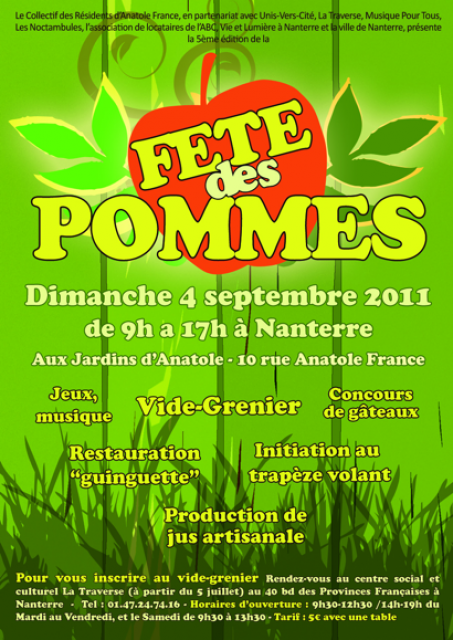 Le Collectif des Résidents d'Anatole France, en partenariat avec Unis-Vers-Cité, La Traverse, Musique Pour Tous,
Les Noctambules, l'association de locataires de l'ABC, Vie et Lumière à Nanterre et la ville de Nanterre, présente
la 5ème édition de la
FETE
des
POMMES
Dimanche 4 septembre 2011
de 9h a 17h à Nanterre
Aux Jardins d'Anatole - 10 rue Anatole France
Jeux,
musique
Vide-Grenier
Concours
de gâteaux
Restauration
"guinguette"
Initiation au
trapèze volant
Production de
jus artisanale
Pour vous inscrire au vide-grenier Rendez-vous au centre social et
culturel La Traverse (à partir du 5 juillet) au 40 bd des Provinces Françaises à
Nanterre - Tel : 01.47.24.74.16 - Horaires d'ouverture : 9h30-12h30 /14h-19h du
Mardi au Vendredi, et le Samedi de 9h30 à 13h30 - Tarif : 5€ avec une table